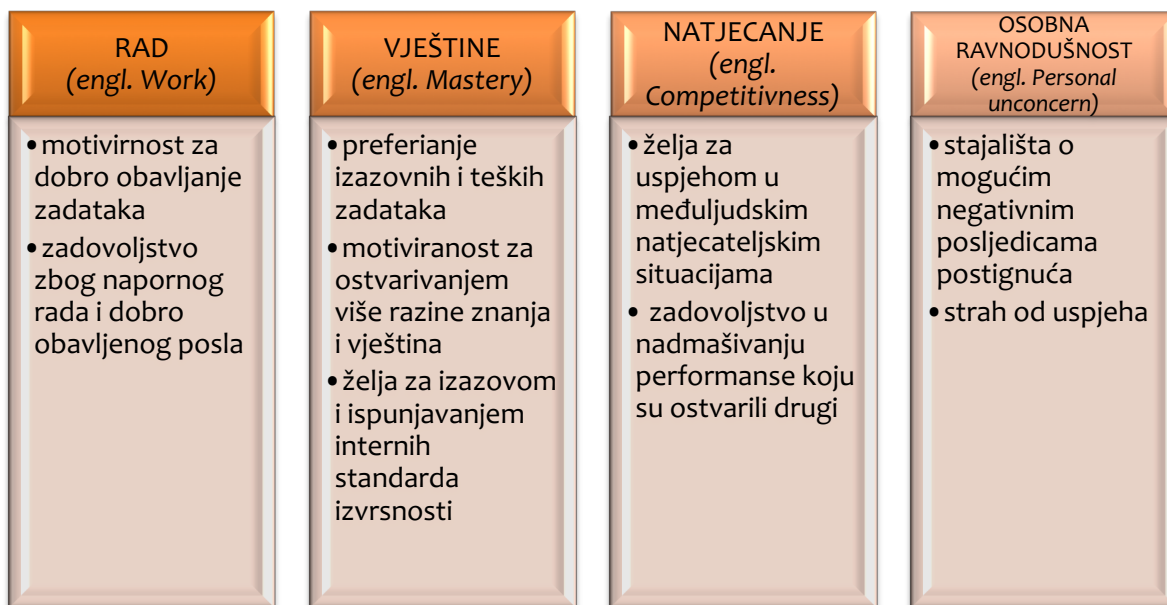 RAD
(engl. Work)
• motivirnost za
dobro obavljanje
zadataka
• zadovoljstvo
zbog napornog
rada i dobro
obavljenog posla
VJEŠTINE
(engl. Mastery)
• preferianje
izazovnih i teških
zadataka
• motiviranost za
ostvarivanjem
više razine znanja
i vještina
• želja za izazovom
i ispunjavanjem
internih
standarda
izvrsnosti
NATJECANJE
(engl.
Competitivness)
• želja za
uspjehom u
međuljudskim
natjecateljskim
situacijama
• zadovoljstvo u
nadmašivanju
performanse koju
su ostvarili drugi
OSOBNA
RAVNODUŠNOST
(engl. Personal
unconcern)
• stajališta o
mogućim
negativnim
posljedicama
postignuća
• strah od uspjeha